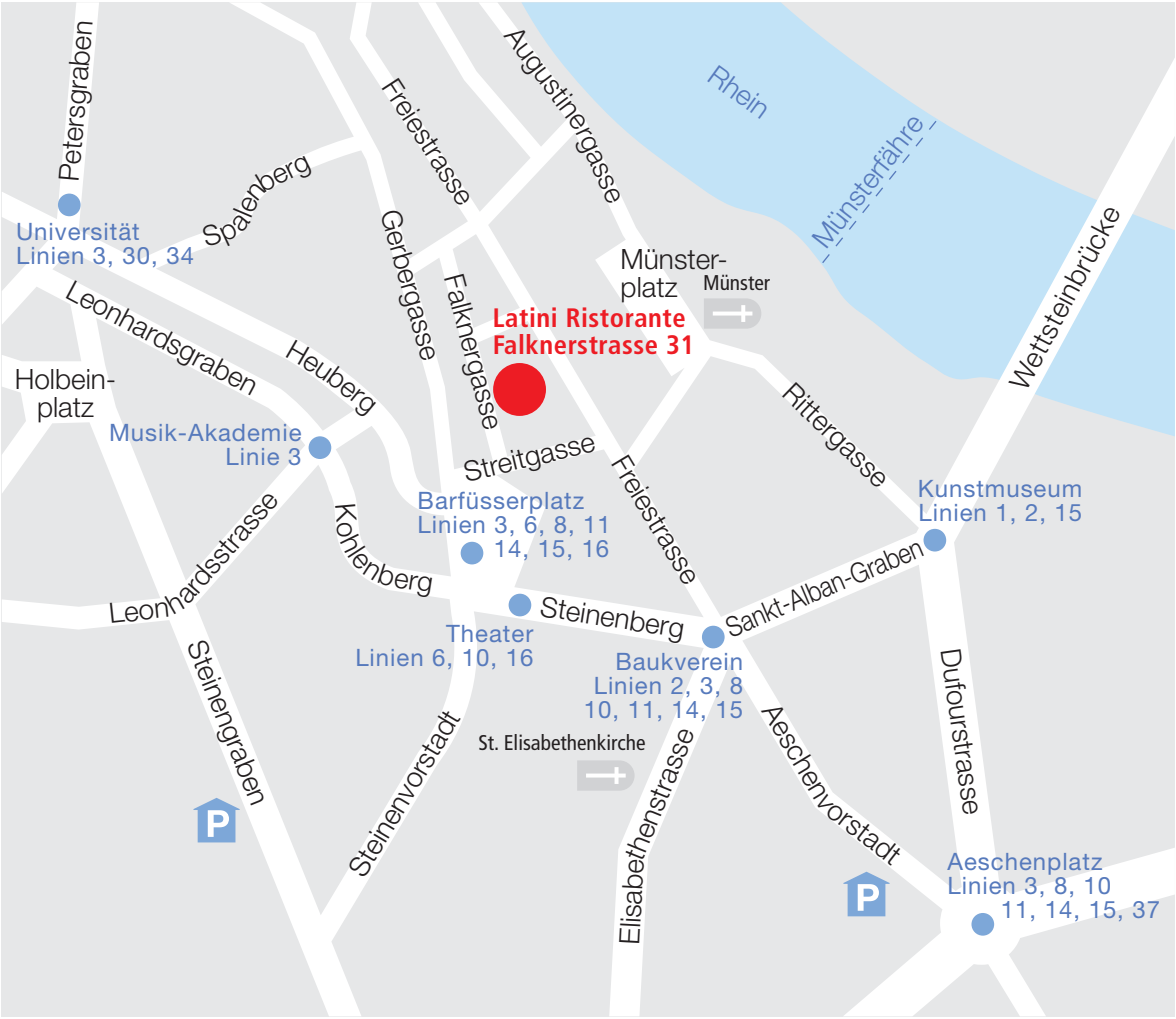 Petersgraben
Freiestrasse
Augustinergasse
Rhein
Münsterfähre
Wettsteinbrücke
Spalenberg
Universität
Linien 3, 30, 34
Gerbergasse
Falknergasse
Münster-
platz
Münster
Latini Ristorante
Falknerstrasse 31
Leonhardsgraben
Heuberg
Holbein-
platz
Musik-Akademie
Linie 3
Rittergasse
Streitgasse
Freiestrasse
Barfüsserplatz
Linien 3, 6, 8, 11
14, 15, 16
Kunstmuseum
Linien 1, 2, 15
Kohlenberg
Leonhardsstrasse
Steinenberg
Sankt-Alban-Graben
Theater
Linien 6, 10, 16
Baukverein
Linien 2, 3, 8
10, 11, 14, 15
Steinengraben
Steinenvorstadt
St. Elisabethenkirche
Elisabethenstrasse
Aeschenvorstadt
Dufourstrasse
P
P
Aeschenplatz
Linien 3, 8, 10
11, 14, 15, 37